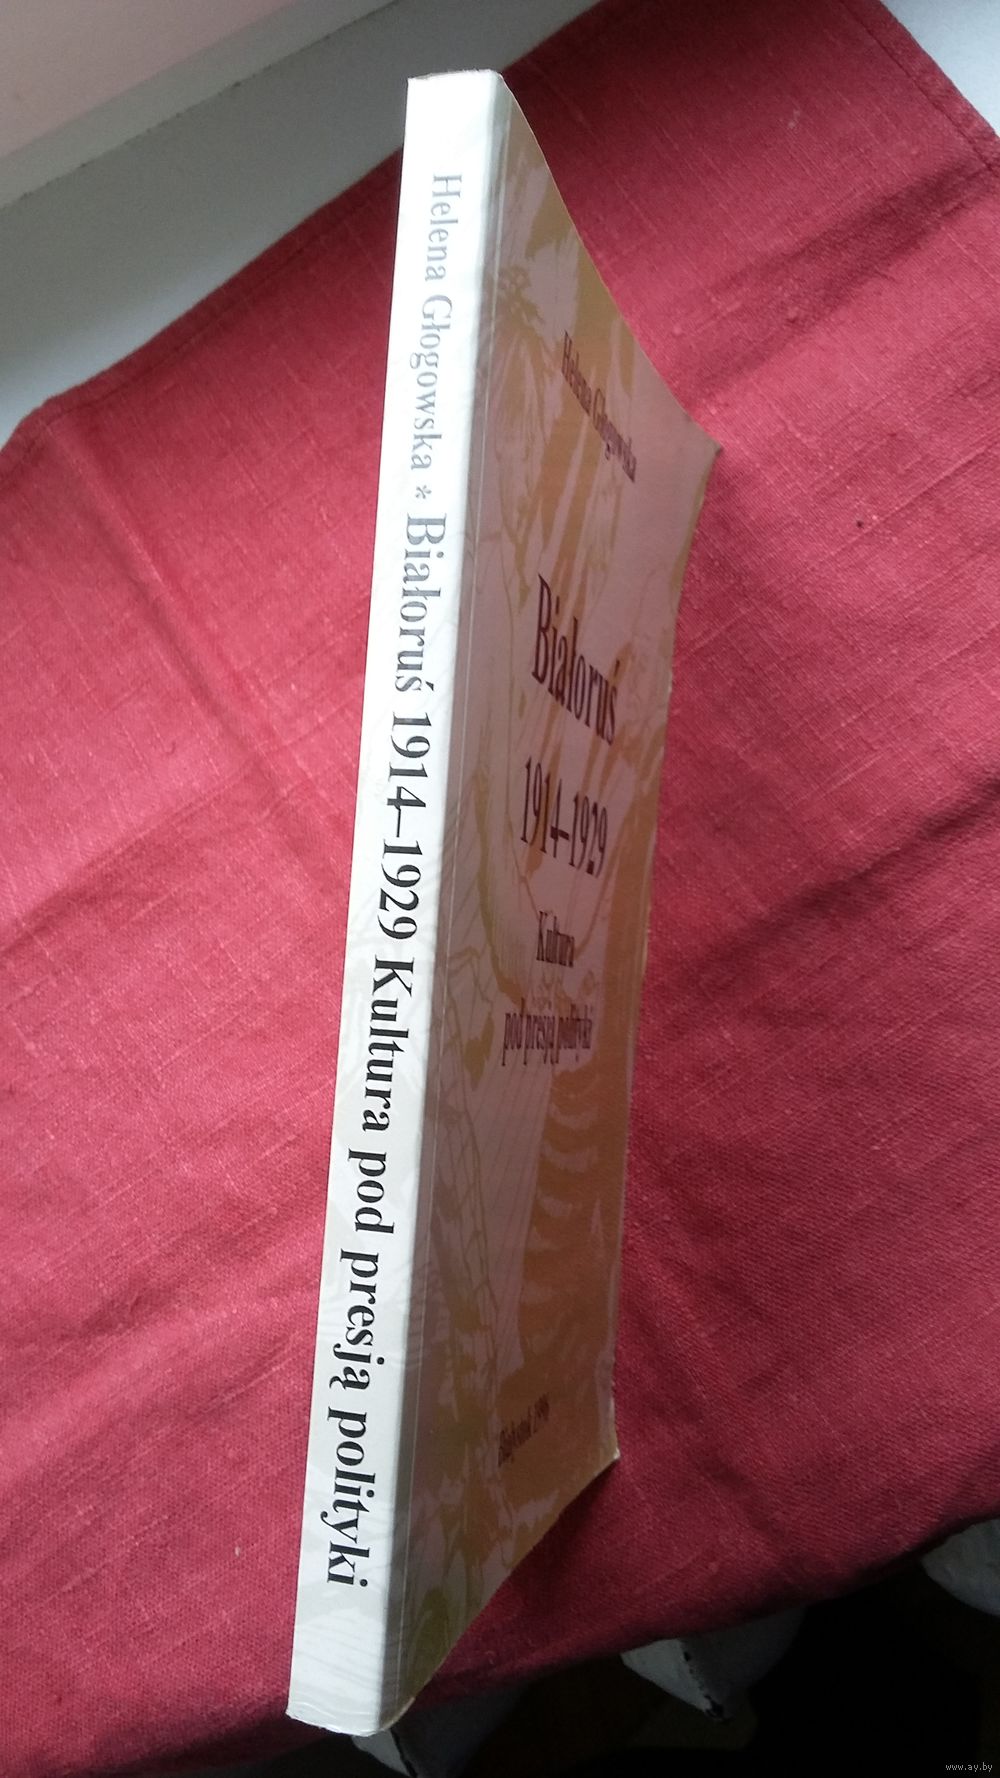 Helena Głogowska * Białoruś 1914–1929 Kultura pod presją polityki
Helena Głogowska
Białoruś
1914–1929
Kultura
pod presją polityki
Białystok 1996
www.ay.by